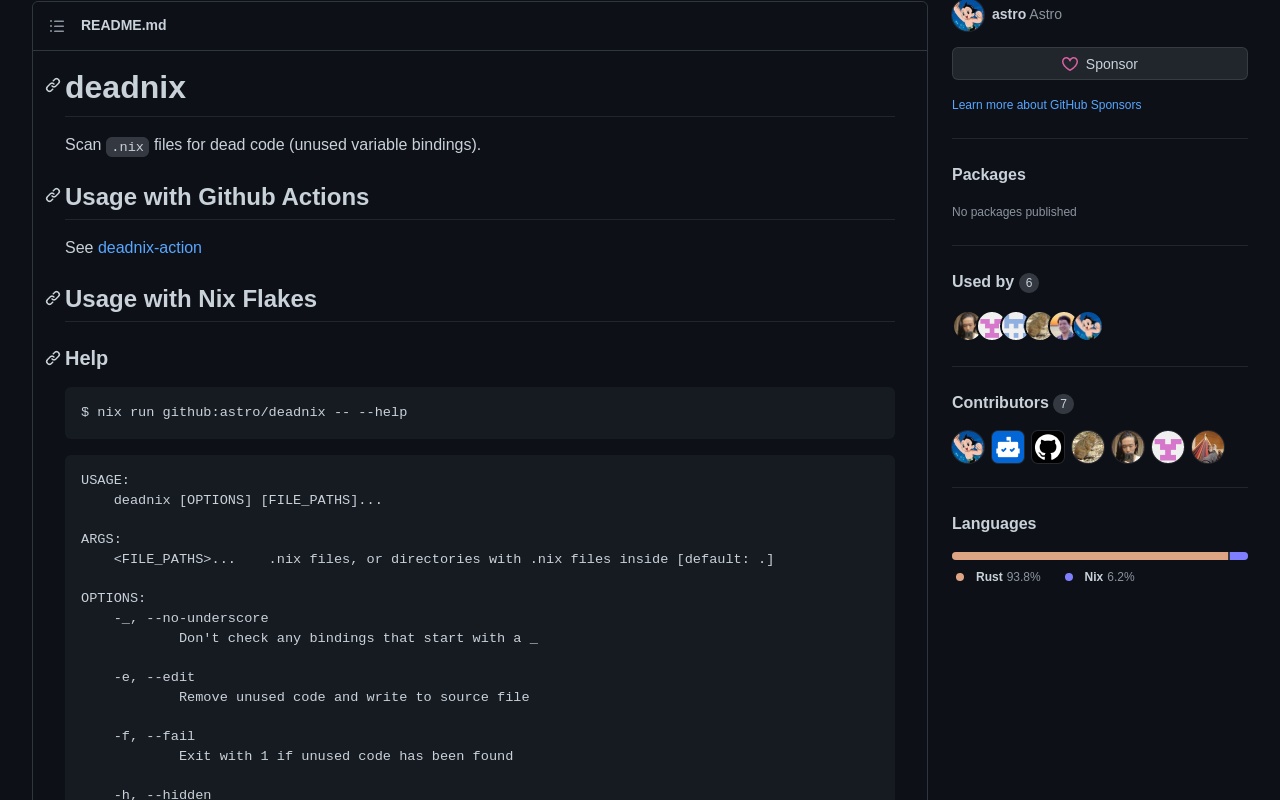 README.md
deadnix
Scan .nix files for dead code (unused variable bindings).
Usage with Github Actions
See deadnix-action
Usage with Nix Flakes
Help
$ nix run github:astro/deadnix -- --help
USAGE:
deadnix [OPTIONS] [FILE_PATHS]...
ARGS:
<FILE_PATHS>... .nix files, or directories with .nix files inside [default: .]
OPTIONS:
-_, --no-underscore
Don't check any bindings that start with a _
-e, --edit
Remove unused code and write to source file
-f, --fail
Exit with 1 if unused code has been found
-h, --hidden
astro Astro
Sponsor
Learn more about GitHub Sponsors
Packages
No packages published
Used by 6
Contributors 7
Languages
Rust 93.8% Nix 6.2%